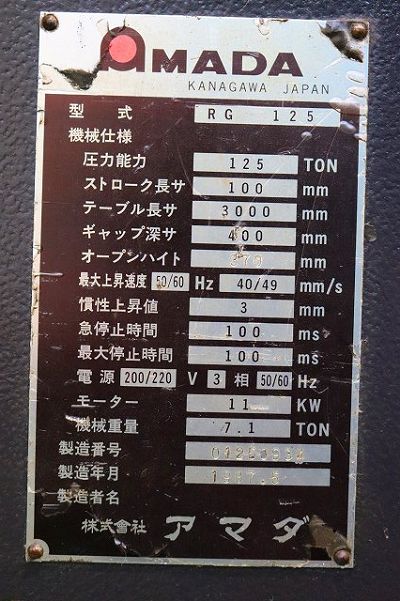 AMADA
KANAGAWA JAPAN
型式 RG 125
機械仕様
圧力能力 125 TON
ストローク長サ 100 mm
テーブル長サ 3000 mm
ギャップ深サ 400 mm
オープンハイト 370 mm
最大上昇速度 50/60 Hz 40/49 mm/s
慣性上昇値 3 mm
急停止時間 100 ms
最大停止時間 100 ms
電源 200/220 V 3 相 50/60 Hz
モーター 11 KW
機械重量 7.1 TON
製造番号
製造年月 1987.5
製造者名
株式會社 アマダ